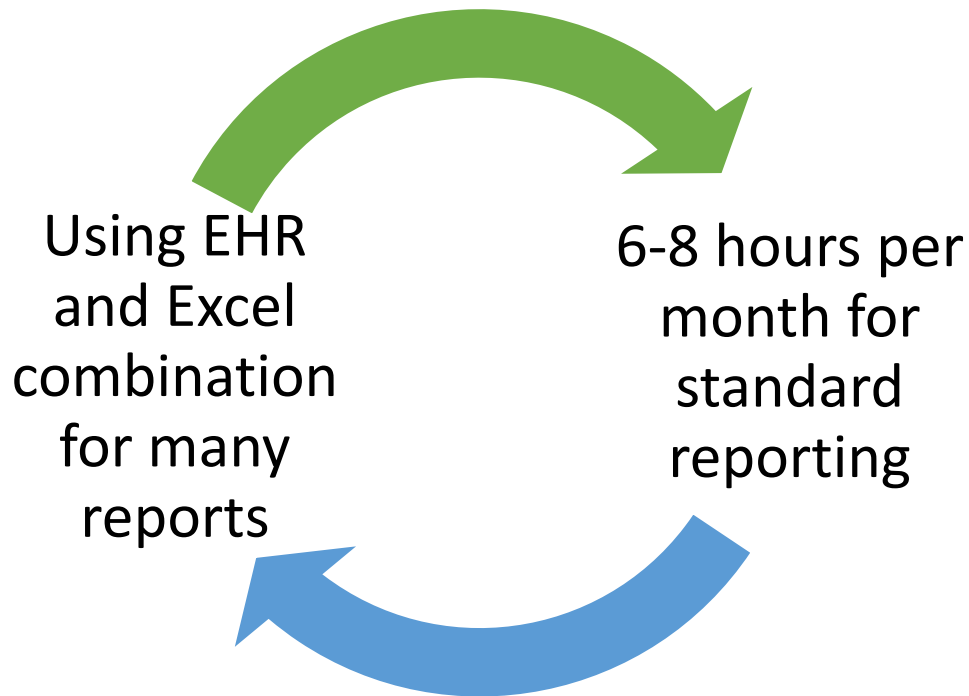 Using EHR
and Excel
combination
for many
reports
6-8 hours per
month for
standard
reporting